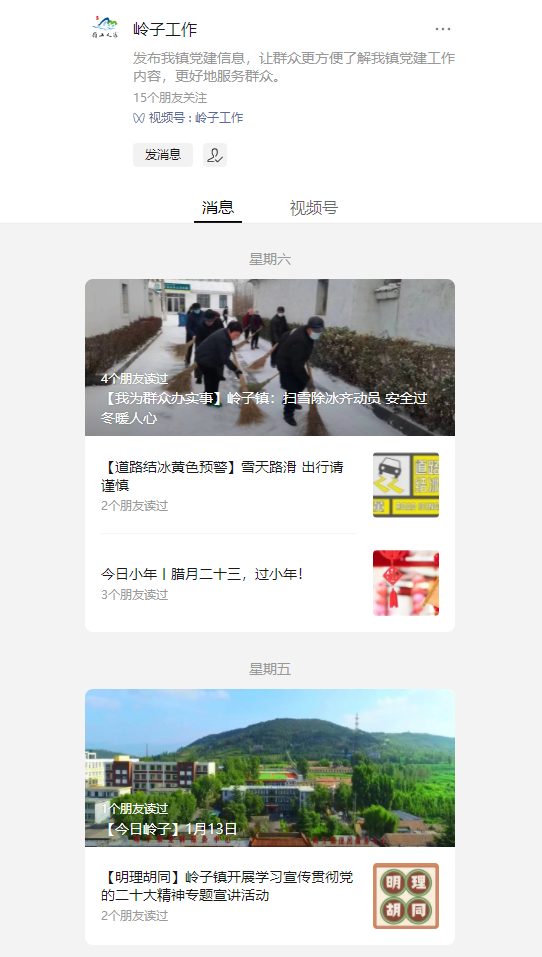 岭子工作
发布我镇党建信息，让群众更方便了解我镇党建工作
内容，更好地服务群众。
15个朋友关注
视频号：岭子工作
发消息
消息
视频号
星期六
4个朋友读过
【我为群众办实事】岭子镇：扫雪除冰齐动员 安全过
冬暖人心
【道路结冰黄色预警】雪天路滑 出行请
谨慎
2个朋友读过
道路
结冰
黄
ROAD ICING
今日小年丨腊月二十三，过小年！
3个朋友读过
星期五
1个朋友读过
【今日岭子】1月13日
【明理胡同】岭子镇开展学习宣传贯彻党
的二十大精神专题宣讲活动
2个朋友读过
明理
胡同